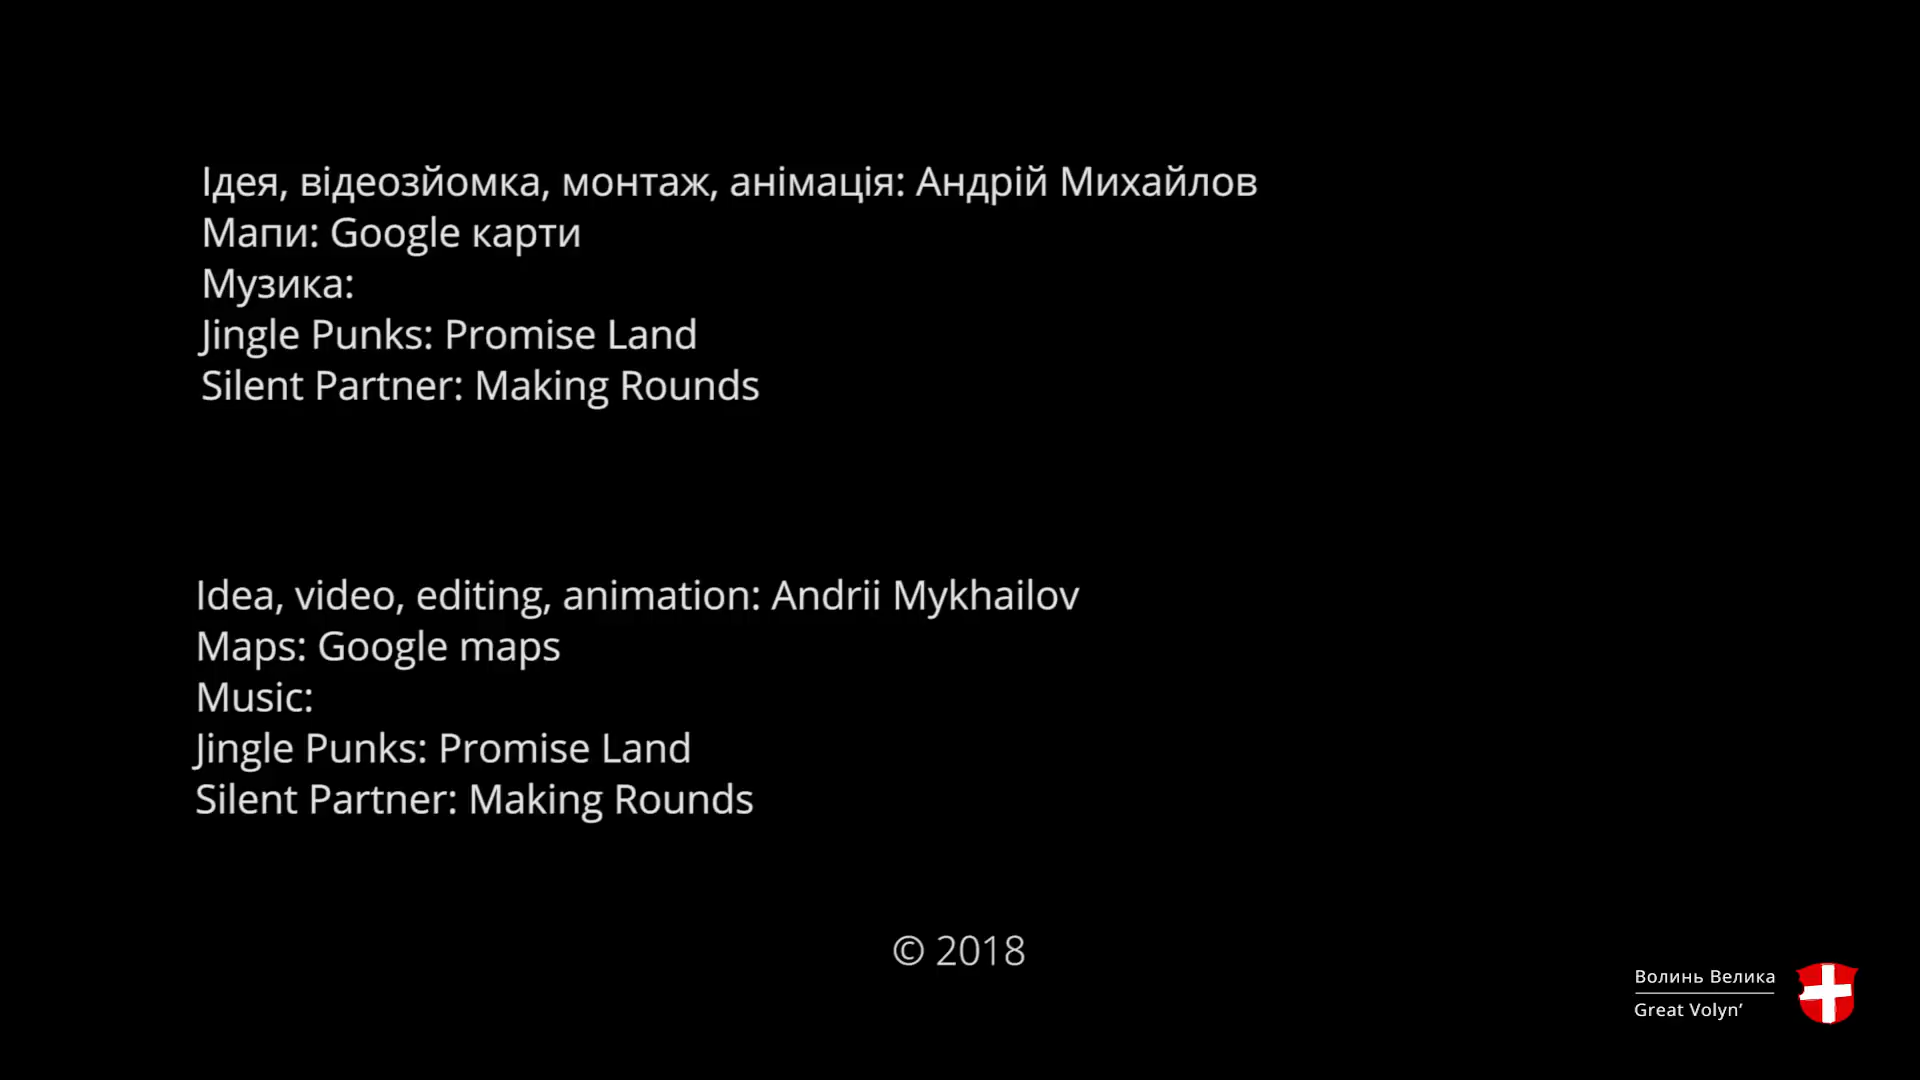 Ідея, відеозйомка, монтаж, анімація: Андрій Михайлов
Мапи: Google карти
Музика:
Jingle Punks: Promise Land
Silent Partner: Making Rounds
Idea, video, editing, animation: Andrii Mykhailov
Maps: Google maps
Music:
Jingle Punks: Promise Land
Silent Partner: Making Rounds
© 2018
Волинь Велика
Great Volyn’